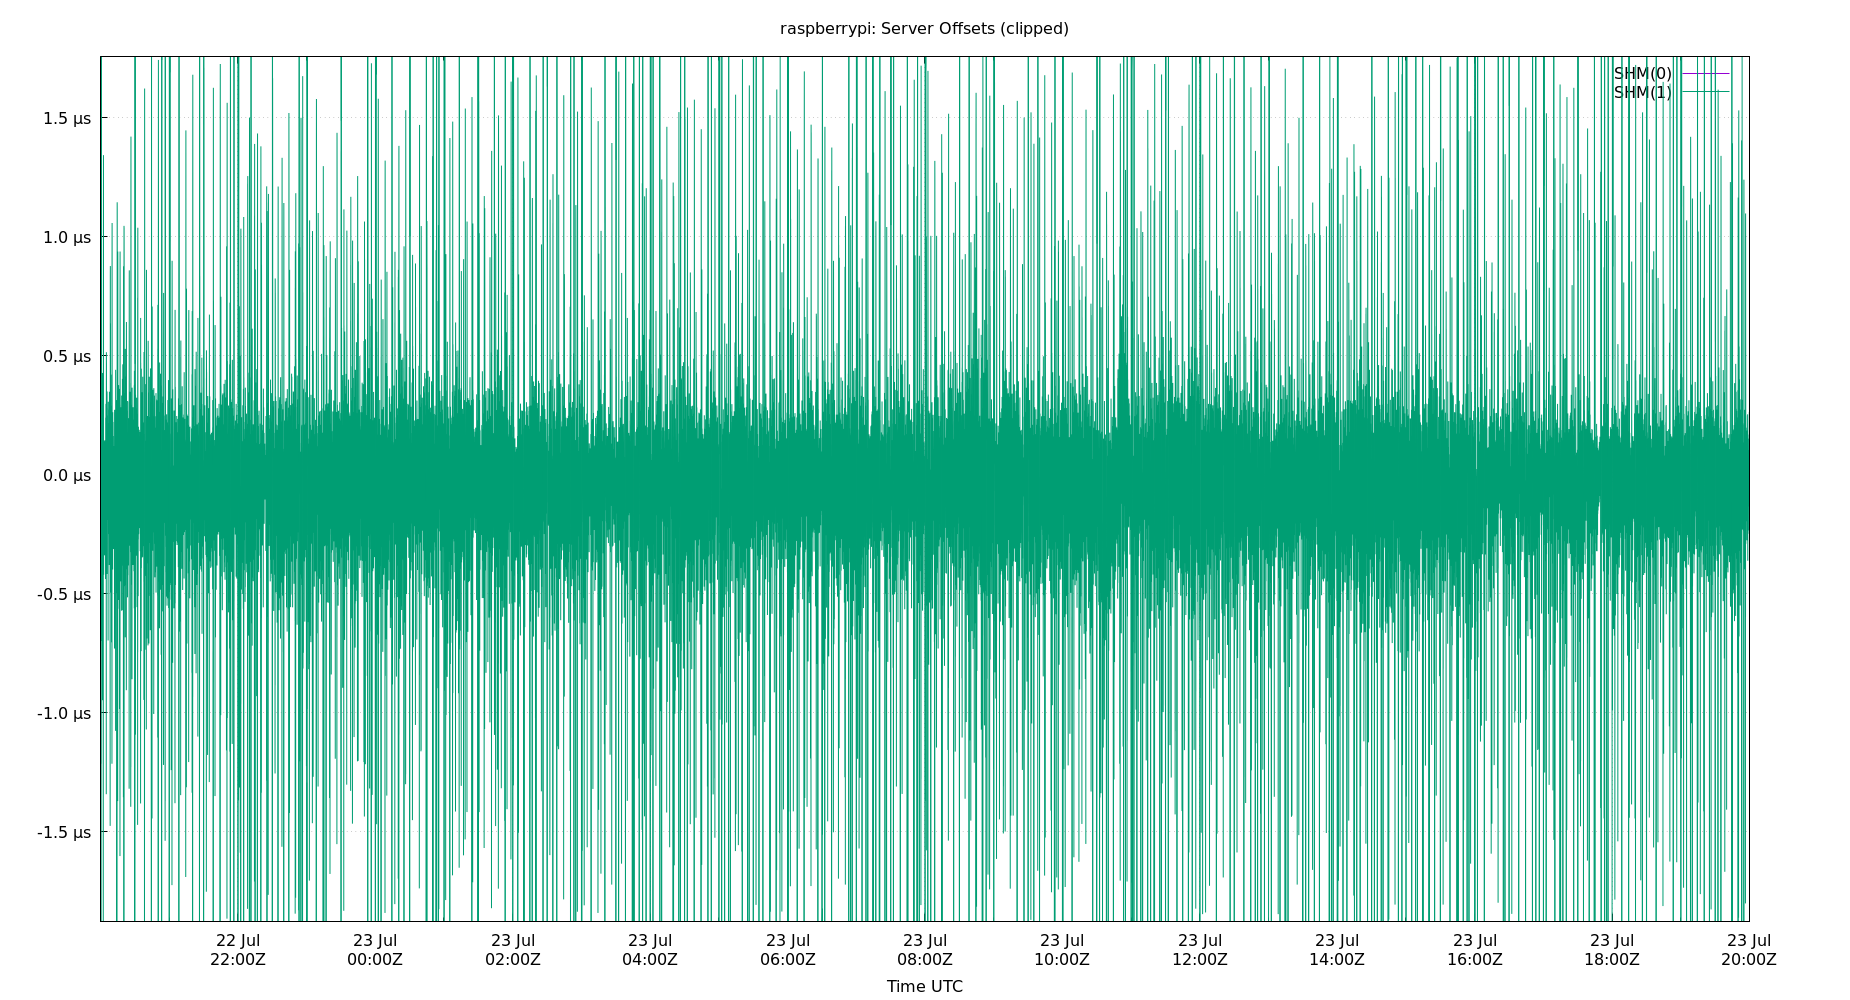 raspberrypi: Server Offsets (clipped)
SHM(0)
SHM(1)
1.5 μs
1.0 μs
0.5 μs
0.0 μs
-0.5 μs
-1.0 μs
-1.5 μs
22 Jul 23 Jul 23 Jul 23 Jul 23 Jul 23 Jul 23 Jul 23 Jul 23 Jul 23 Jul 23 Jul 23 Jul
22:00Z 00:00Z 02:00Z 04:00Z 06:00Z 08:00Z 10:00Z 12:00Z 14:00Z 16:00Z 18:00Z 20:00Z
Time UTC